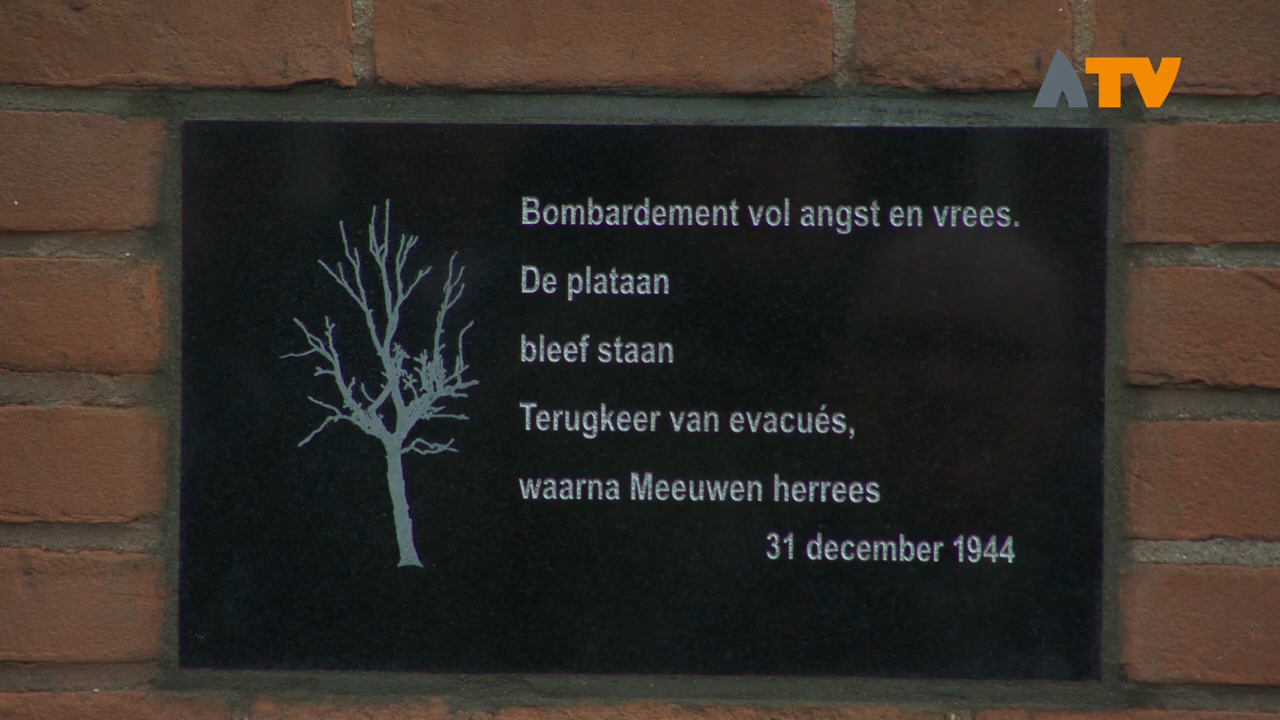 ATV
Bombardement vol angst en vrees.
De plataan
bleef staan
Terugkeer van evacués,
waarna Meeuwen herrees
31 december 1944